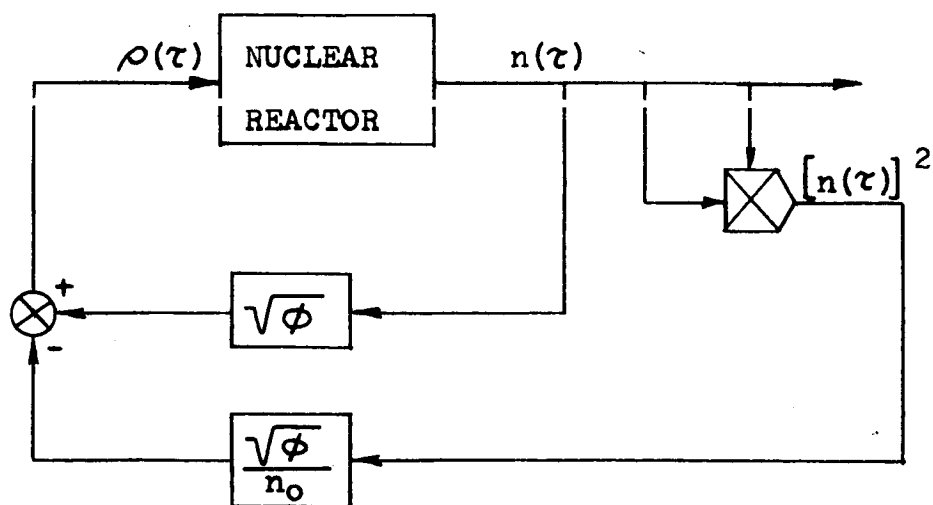 ρ(τ)
NUCLEAR
REACTOR
n(τ)
[n(τ)]²
+
√ϕ
-
√ϕ
n₀